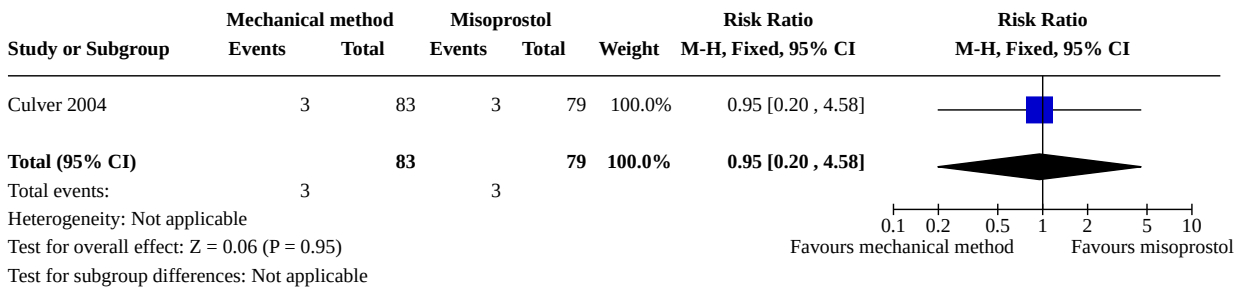 Mechanical method Misoprostol Risk Ratio Risk Ratio
Study or Subgroup Events Total Events Total Weight M-H, Fixed, 95% CI M-H, Fixed, 95% CI
Culver 2004 3 83 3 79 100.0% 0.95 [0.20 , 4.58]
Total (95% CI) 83 79 100.0% 0.95 [0.20 , 4.58]
Total events: 3 3
Heterogeneity: Not applicable 0.1 0.2 0.5 1 2 5 10
Test for overall effect: Z = 0.06 (P = 0.95) Favours mechanical method Favours misoprostol
Test for subgroup differences: Not applicable